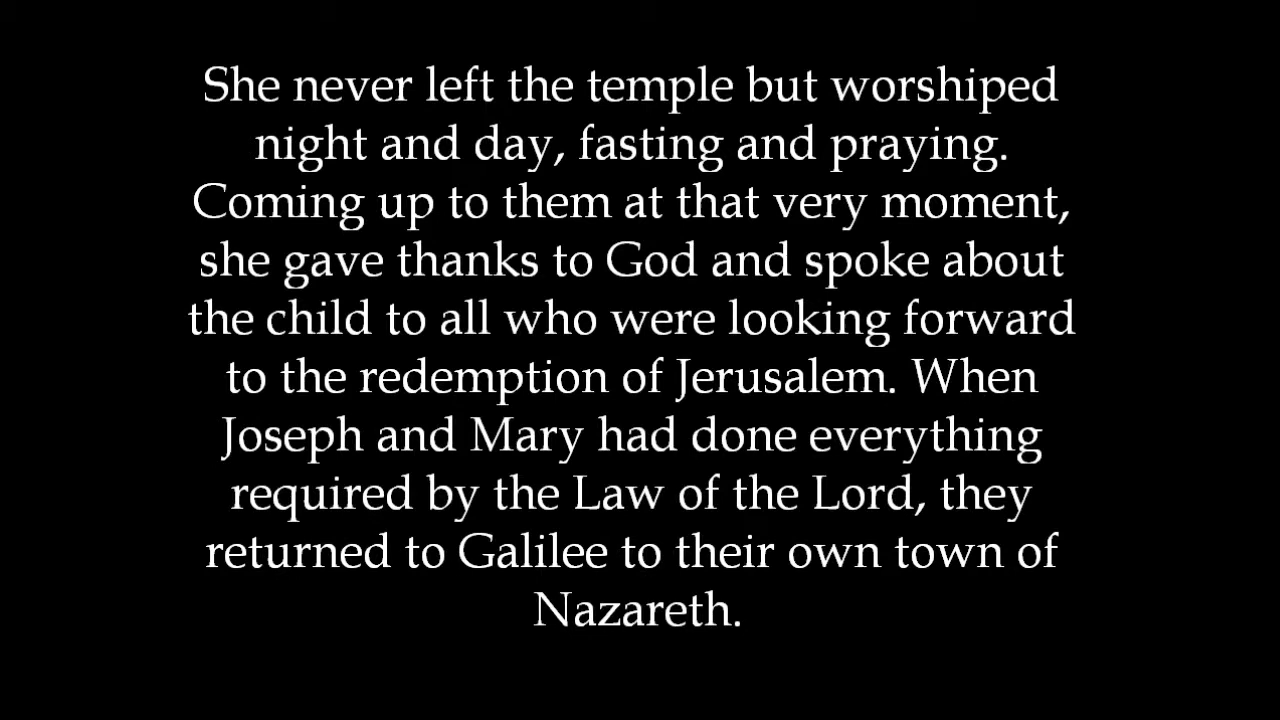 She never left the temple but worshiped
night and day, fasting and praying.
Coming up to them at that very moment,
she gave thanks to God and spoke about
the child to all who were looking forward
to the redemption of Jerusalem. When
Joseph and Mary had done everything
required by the Law of the Lord, they
returned to Galilee to their own town of
Nazareth.